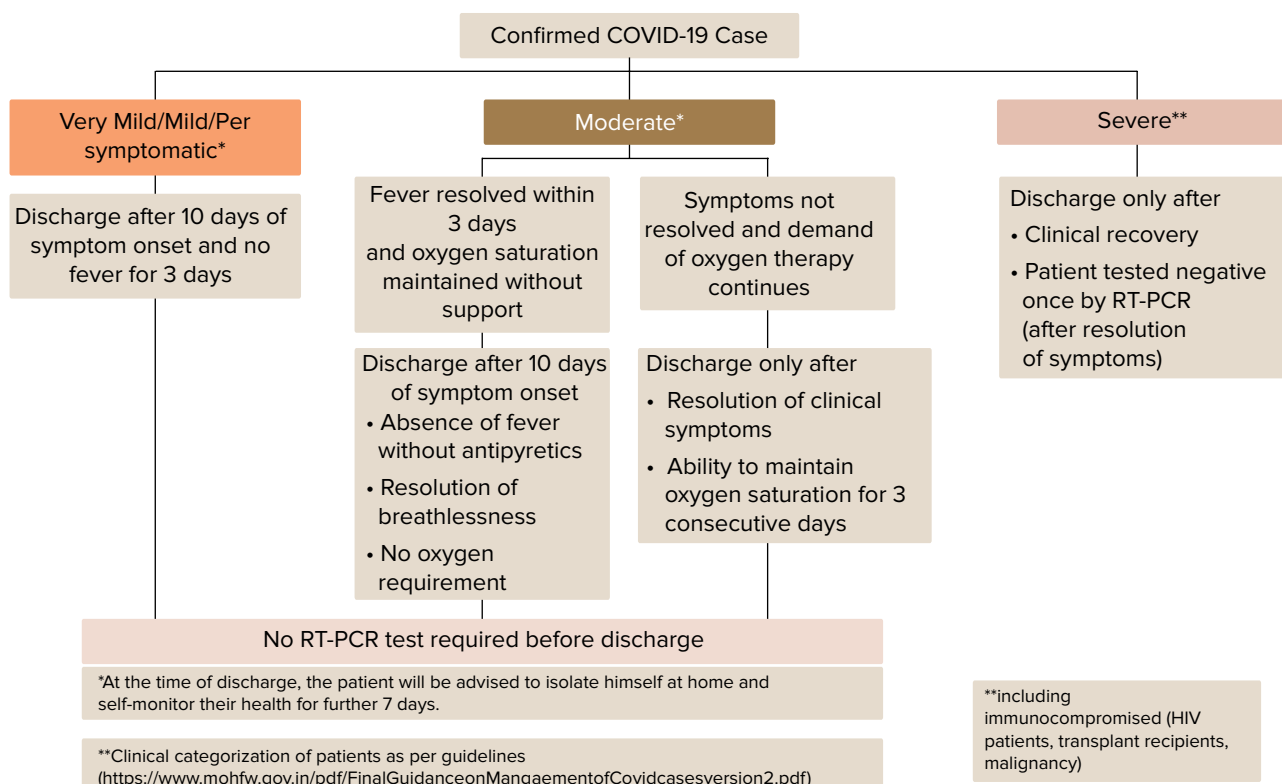 Confirmed COVID-19 Case
Very Mild/Mild/Per
symptomatic*
Discharge after 10 days of
symptom onset and no
fever for 3 days
Moderate*
Fever resolved within
3 days
and oxygen saturation
maintained without
support
Discharge after 10 days
of symptom onset
• Absence of fever
without antipyretics
• Resolution of
breathlessness
• No oxygen
requirement
Symptoms not
resolved and demand
of oxygen therapy
continues
Discharge only after
• Resolution of clinical
symptoms
• Ability to maintain
oxygen saturation for 3
consecutive days
Severe**
Discharge only after
• Clinical recovery
• Patient tested negative
once by RT-PCR
(after resolution
of symptoms)
No RT-PCR test required before discharge
*At the time of discharge, the patient will be advised to isolate himself at home and
self-monitor their health for further 7 days.
**Clinical categorization of patients as per guidelines
(https://www.mohfw.gov.in/pdf/FinalGuidanceonMangaementofCovidcasesversion2.pdf)
**including
immunocompromised (HIV
patients, transplant recipients,
malignancy)